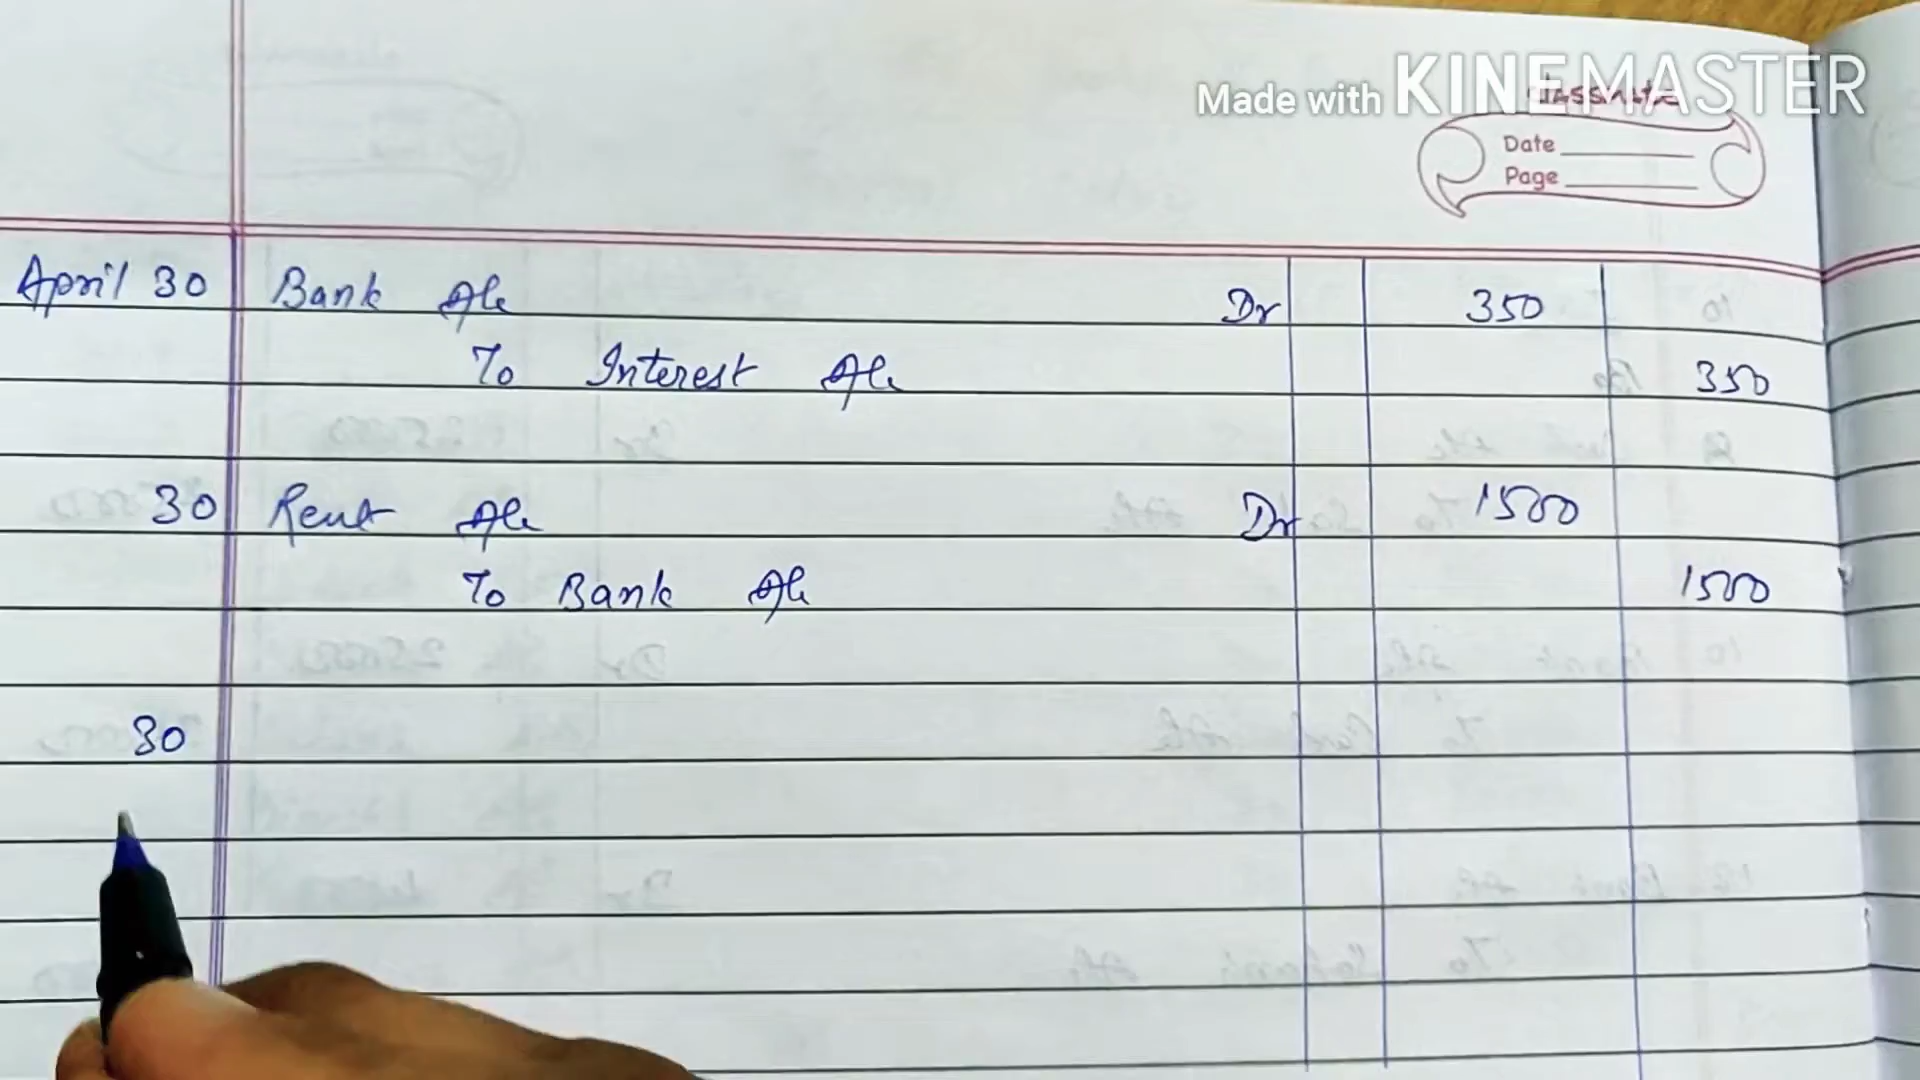 Made with KINEMASTER
classmate
Date
Page
April 30 Bank A/c Dr 350
To Interest A/c 350
30 Rent A/c Dr 1500
To Bank A/c 1500
30